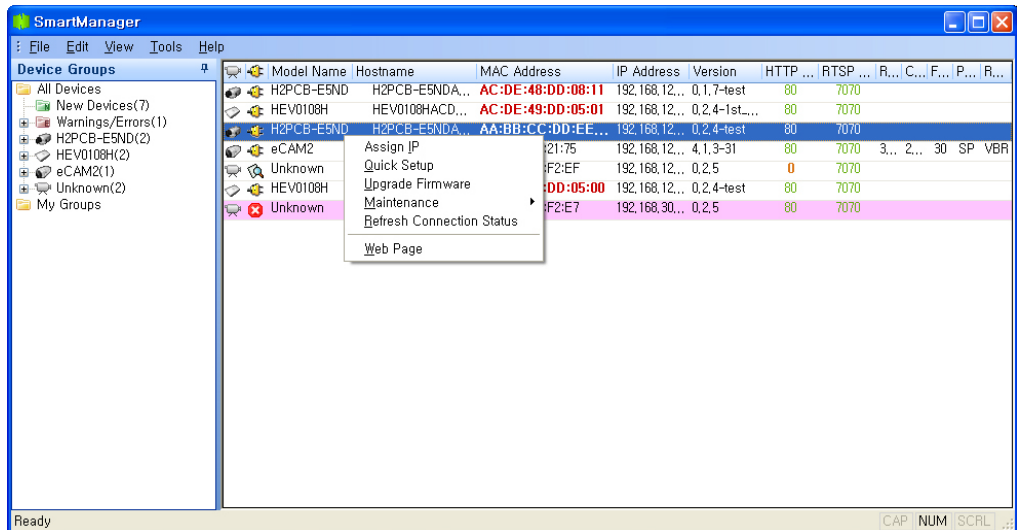 SmartManager
File Edit View Tools Help
Device Groups
All Devices
New Devices(7)
Warnings/Errors(1)
H2PCB-E5ND(2)
HEV0108H(2)
eCAM2(1)
Unknown(2)
My Groups
Model Name Hostname MAC Address IP Address Version HTTP ... RTSP ... R... C... F... P... R...
H2PCB-E5ND H2PCB-E5NDA... AC:DE:48:DD:08:11 192,168,12,.. 0,1,7-test 80 7070
HEV0108H HEV0108HACD... AC:DE:49:DD:05:01 192,168,12,.. 0,2,4-1st-... 80 7070
H2PCB-E5ND H2PCB-E5NDA... AA:BB:CC:DD:EE... 192,168,12,.. 0,2,4-test 80 7070
eCAM2 :21:75 192,168,12,.. 4,1,3-31 80 7070 3,.. 2,.. 30 SP VBR
Unknown :F2:EF 192,168,12,.. 0,2,5 0 7070
HEV0108H :DD:05:00 192,168,12,.. 0,2,4-test 80 7070
Unknown :F2:E7 192,168,30,.. 0,2,5 80 7070
Assign IP
Quick Setup
Upgrade Firmware
Maintenance
Refresh Connection Status
Web Page
Ready
CAP NUM SCRL